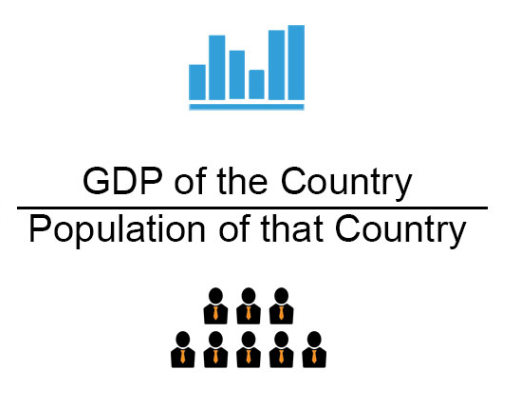 GDP of the Country
Population of that Country